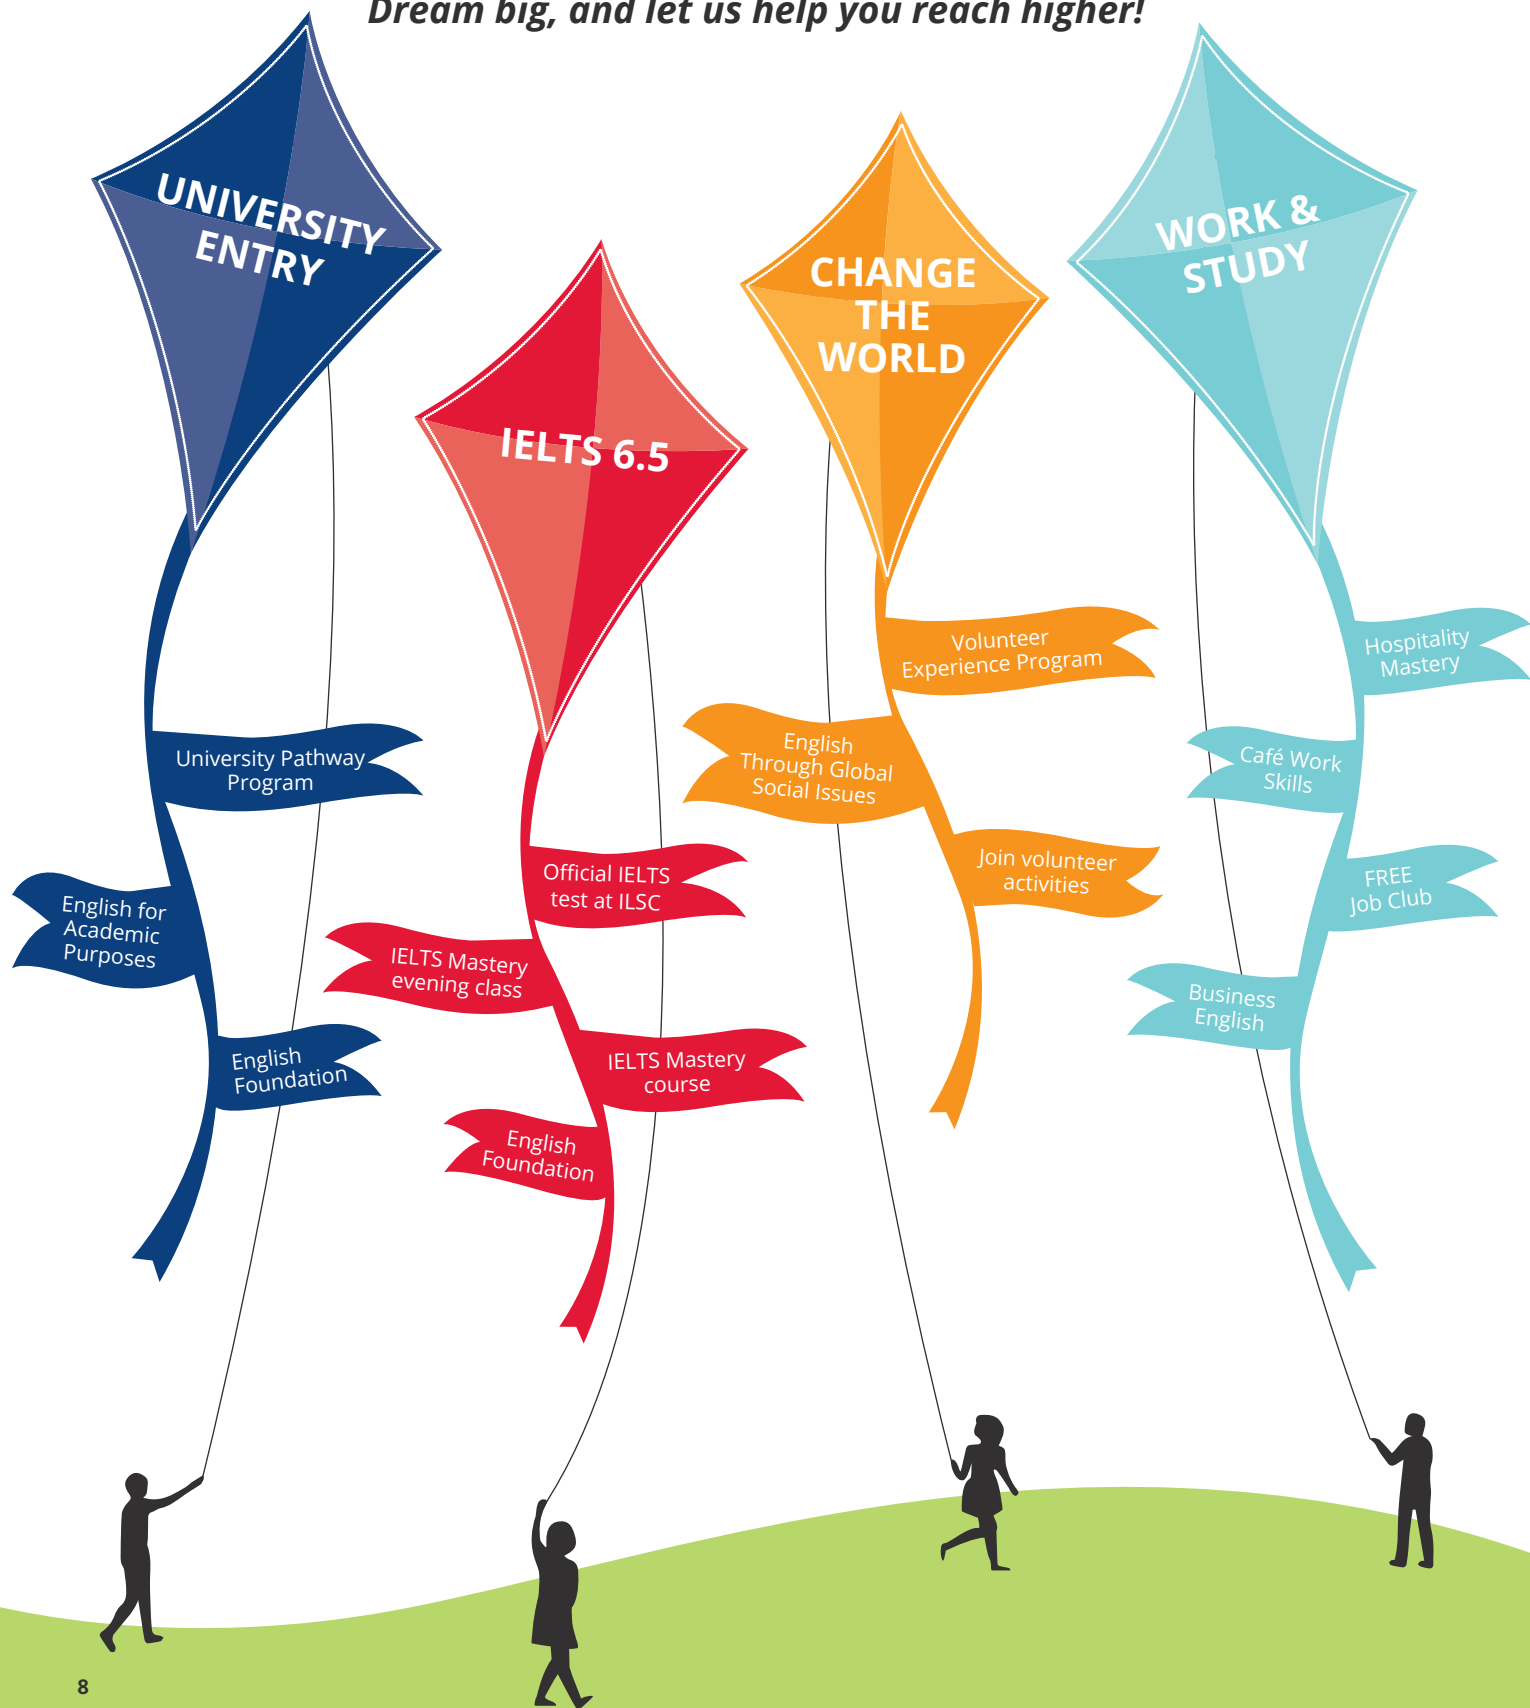 Dream big, and let us help you reach higher!
UNIVERSITY
ENTRY
University Pathway
Program
English for
Academic
Purposes
English
Foundation
IELTS 6.5
Official IELTS
test at ILSC
IELTS Mastery
evening class
IELTS Mastery
course
English
Foundation
CHANGE
THE
WORLD
Volunteer
Experience Program
English
Through Global
Social Issues
Join volunteer
activities
WORK &
STUDY
Hospitality
Mastery
Café Work
Skills
FREE
Job Club
Business
English
8